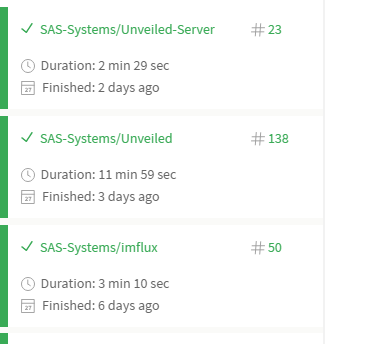 SAS-Systems/Unveiled-Server # 23
Duration: 2 min 29 sec
27 Finished: 2 days ago
SAS-Systems/Unveiled # 138
Duration: 11 min 59 sec
27 Finished: 3 days ago
SAS-Systems/imflux # 50
Duration: 3 min 10 sec
27 Finished: 6 days ago